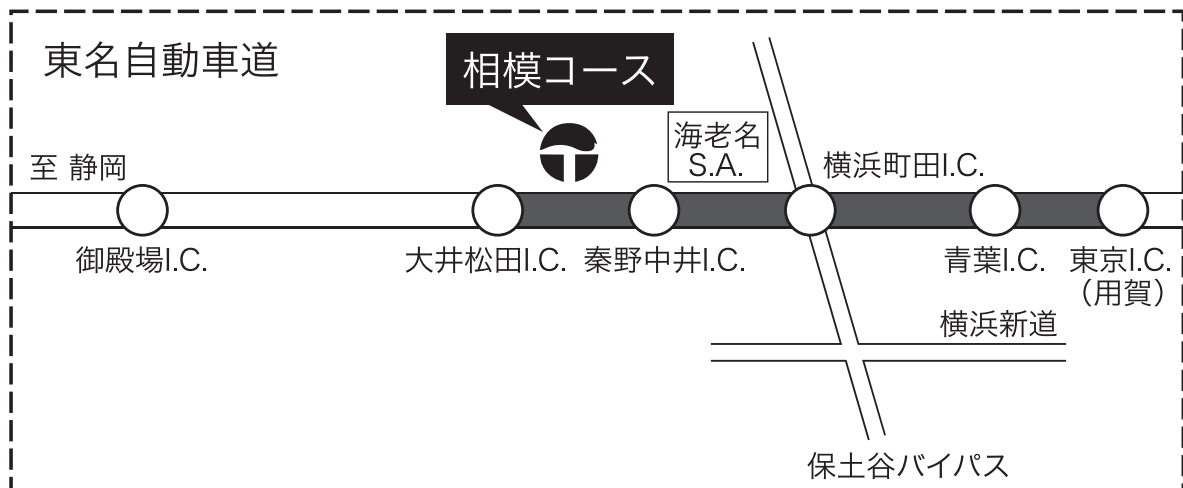 東名自動車道
相模コース
海老名
S.A.
至 静岡
横浜町田I.C.
御殿場I.C.
大井松田I.C.
秦野中井I.C.
青葉I.C.
東京I.C.
（用賀）
横浜新道
保土谷バイパス